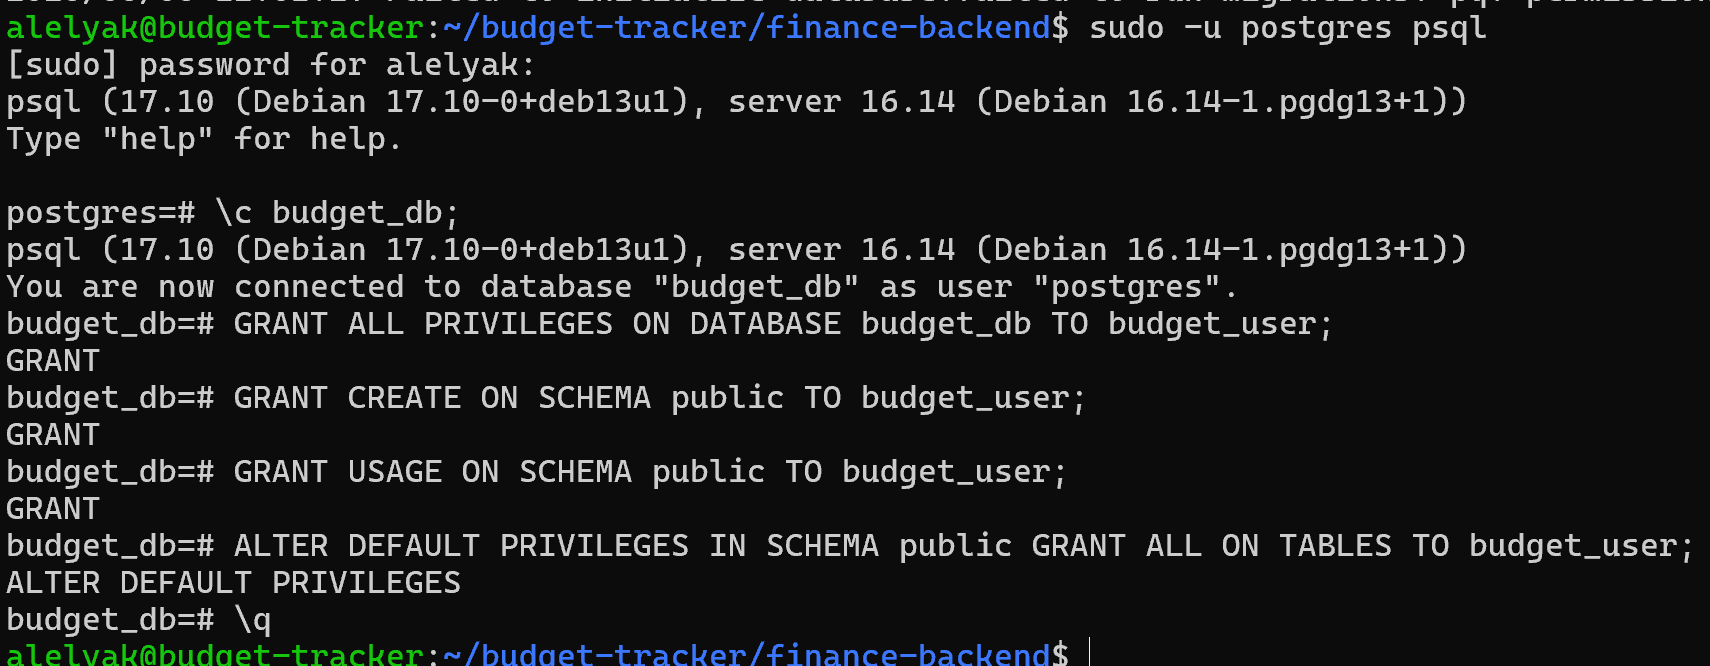 alelyak@budget-tracker:~/budget-tracker/finance-backend$ sudo -u postgres psql
[sudo] password for alelyak:
psql (17.10 (Debian 17.10-0+deb13u1), server 16.14 (Debian 16.14-1.pgdg13+1))
Type "help" for help.
postgres=# \c budget_db;
psql (17.10 (Debian 17.10-0+deb13u1), server 16.14 (Debian 16.14-1.pgdg13+1))
You are now connected to database "budget_db" as user "postgres".
budget_db=# GRANT ALL PRIVILEGES ON DATABASE budget_db TO budget_user;
GRANT
budget_db=# GRANT CREATE ON SCHEMA public TO budget_user;
GRANT
budget_db=# GRANT USAGE ON SCHEMA public TO budget_user;
GRANT
budget_db=# ALTER DEFAULT PRIVILEGES IN SCHEMA public GRANT ALL ON TABLES TO budget_user;
ALTER DEFAULT PRIVILEGES
budget_db=# \q
alelyak@budget-tracker:~/budget-tracker/finance-backend$